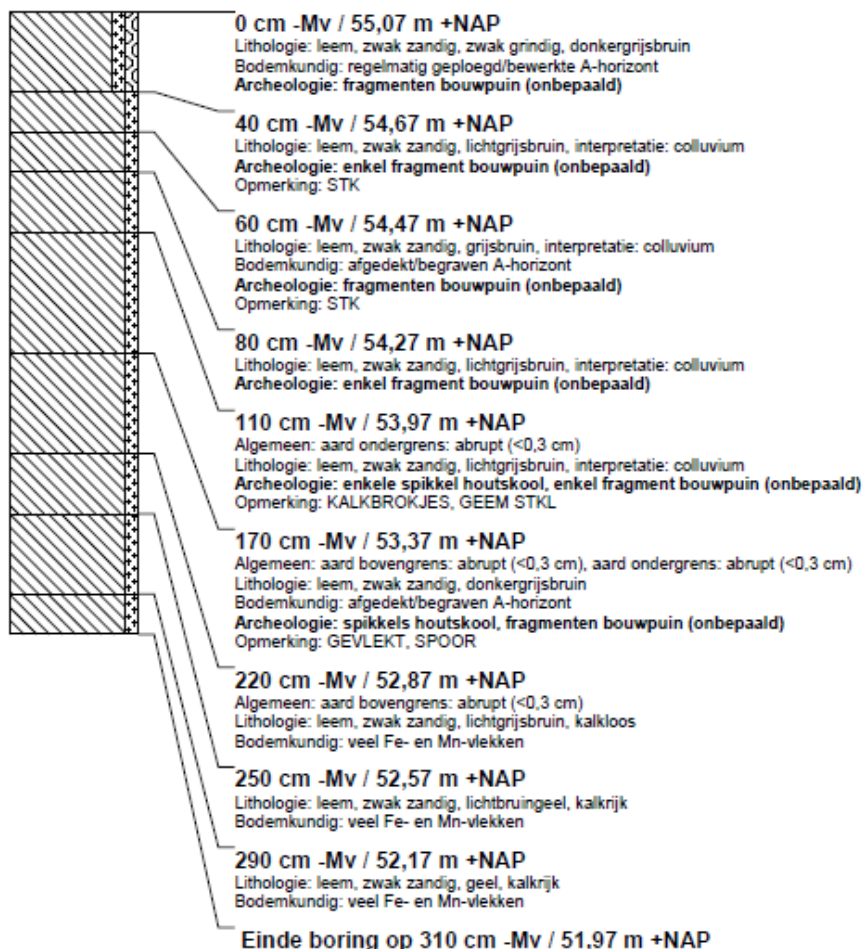 0 cm -Mv / 55,07 m +NAP
Lithologie: leem, zwak zandig, zwak grindig, donkergrijsbruin
Bodemkundig: regelmatig geploegd/bewerkte A-horizont
Archeologie: fragmenten bouwpuin (onbepaald)
40 cm -Mv / 54,67 m +NAP
Lithologie: leem, zwak zandig, lichtgrijsbruin, interpretatie: colluvium
Archeologie: enkel fragment bouwpuin (onbepaald)
Opmerking: STK
60 cm -Mv / 54,47 m +NAP
Lithologie: leem, zwak zandig, grijsbruin, interpretatie: colluvium
Bodemkundig: afgedekt/begraven A-horizont
Archeologie: fragmenten bouwpuin (onbepaald)
Opmerking: STK
80 cm -Mv / 54,27 m +NAP
Lithologie: leem, zwak zandig, lichtgrijsbruin, interpretatie: colluvium
Archeologie: enkel fragment bouwpuin (onbepaald)
110 cm -Mv / 53,97 m +NAP
Algemeen: aard ondergrens: abrupt (<0,3 cm)
Lithologie: leem, zwak zandig, lichtgrijsbruin, interpretatie: colluvium
Archeologie: enkele spikkel houtskool, enkel fragment bouwpuin (onbepaald)
Opmerking: KALKBROKJES, GEEM STKL
170 cm -Mv / 53,37 m +NAP
Algemeen: aard bovengrens: abrupt (<0,3 cm), aard ondergrens: abrupt (<0,3 cm)
Lithologie: leem, zwak zandig, donkergrijsbruin
Bodemkundig: afgedekt/begraven A-horizont
Archeologie: spikkels houtskool, fragmenten bouwpuin (onbepaald)
Opmerking: GEVLEKT, SPOOR
220 cm -Mv / 52,87 m +NAP
Algemeen: aard bovengrens: abrupt (<0,3 cm)
Lithologie: leem, zwak zandig, lichtgrijsbruin, kalkloos
Bodemkundig: veel Fe- en Mn-vlekken
250 cm -Mv / 52,57 m +NAP
Lithologie: leem, zwak zandig, lichtbruingeel, kalkrijk
Bodemkundig: veel Fe- en Mn-vlekken
290 cm -Mv / 52,17 m +NAP
Lithologie: leem, zwak zandig, geel, kalkrijk
Bodemkundig: veel Fe- en Mn-vlekken
Einde boring op 310 cm -Mv / 51,97 m +NAP